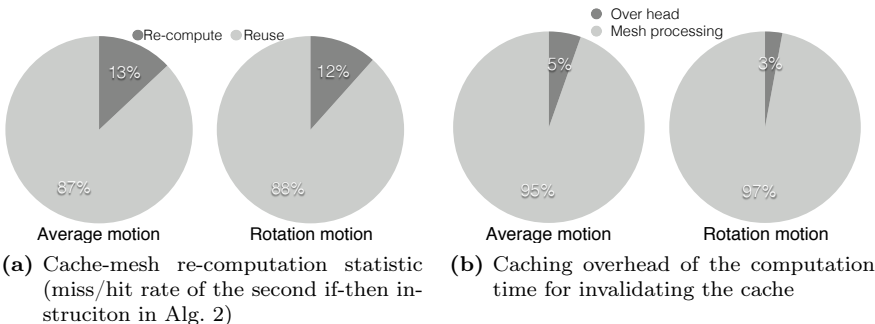 Re-compute Reuse
13%
87%
Average motion
12%
88%
Rotation motion
(a) Cache-mesh re-computation statistic
(miss/hit rate of the second if-then in-
struciton in Alg. 2)
Over head
Mesh processing
5%
95%
Average motion
3%
97%
Rotation motion
(b) Caching overhead of the computation
time for invalidating the cache